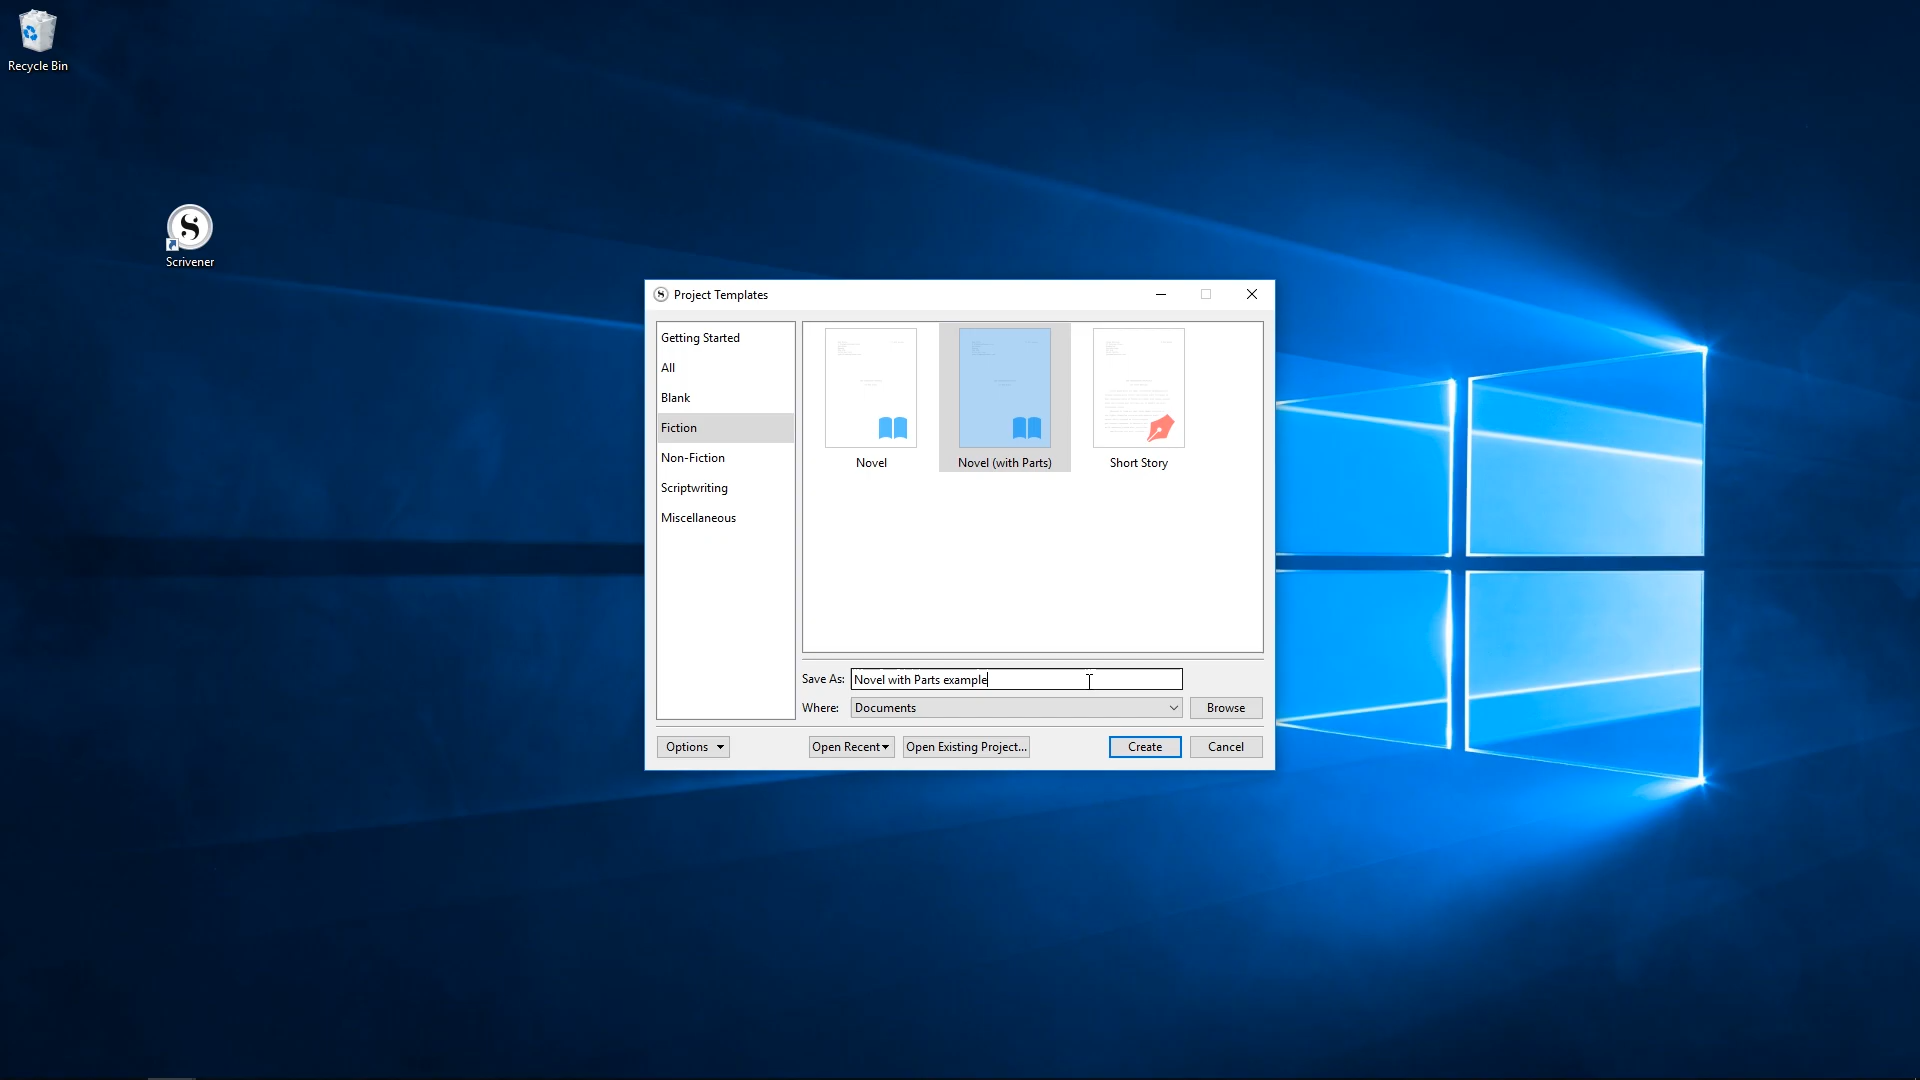 Recycle Bin
Scrivener
Project Templates
Getting Started
All
Blank
Fiction
Non-Fiction
Scriptwriting
Miscellaneous
Novel
Novel (with Parts)
Short Story
Save As: Novel with Parts example
Where: Documents
Browse
Options
Open Recent
Open Existing Project...
Create
Cancel